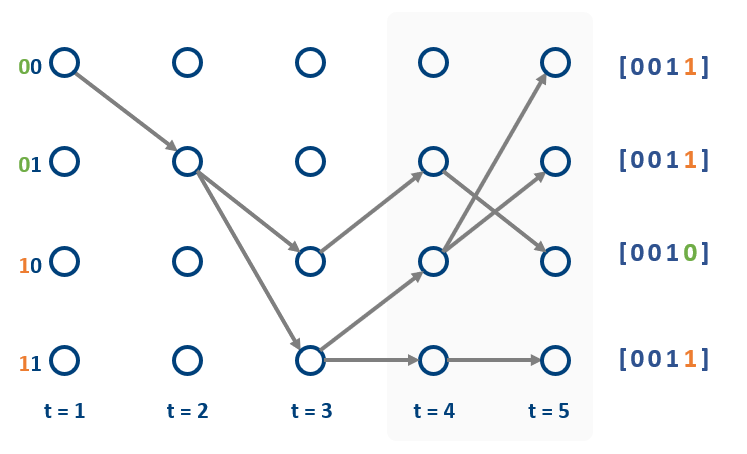 00 [0011]
01 [0011]
10 [0010]
11 [0011]
t = 1 t = 2 t = 3 t = 4 t = 5